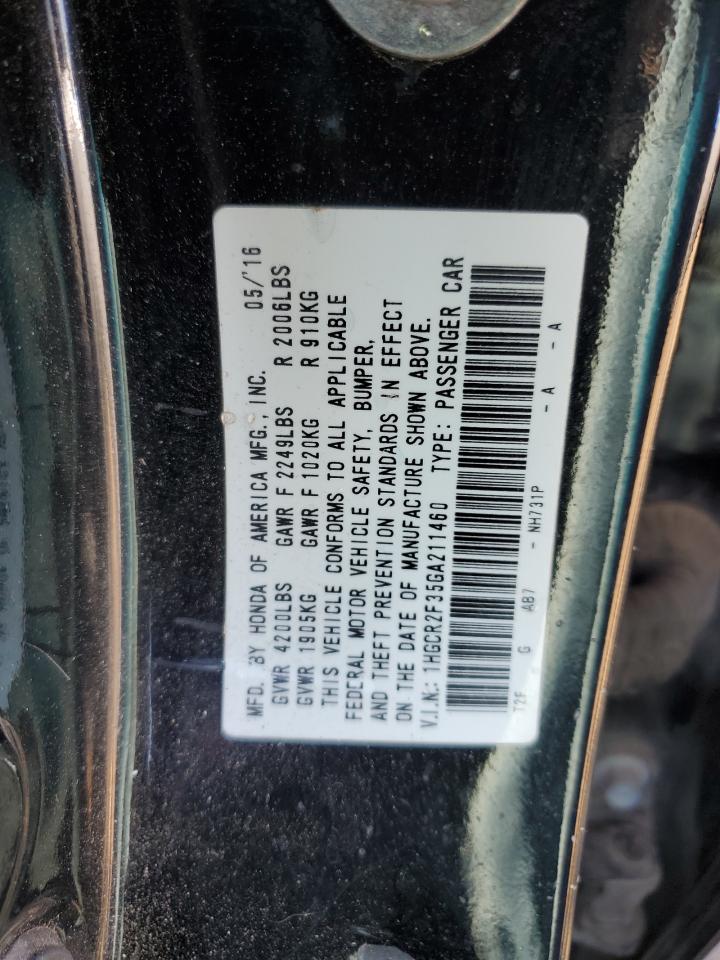 MFD. BY HONDA OF AMERICA MFG., INC. 05/'16
GVWR 4200LBS GAWR F 2249LBS R 2006LBS
GVWR 1905KG GAWR F 1020KG R 910KG
THIS VEHICLE CONFORMS TO ALL APPLICABLE
FEDERAL MOTOR VEHICLE SAFETY, BUMPER,
AND THEFT PREVENTION STANDARDS IN EFFECT
ON THE DATE OF MANUFACTURE SHOWN ABOVE.
V.I.N.: 1HGCR2F35GA211460 TYPE: PASSENGER CAR
T2F G AB7 - NH731P - A - A